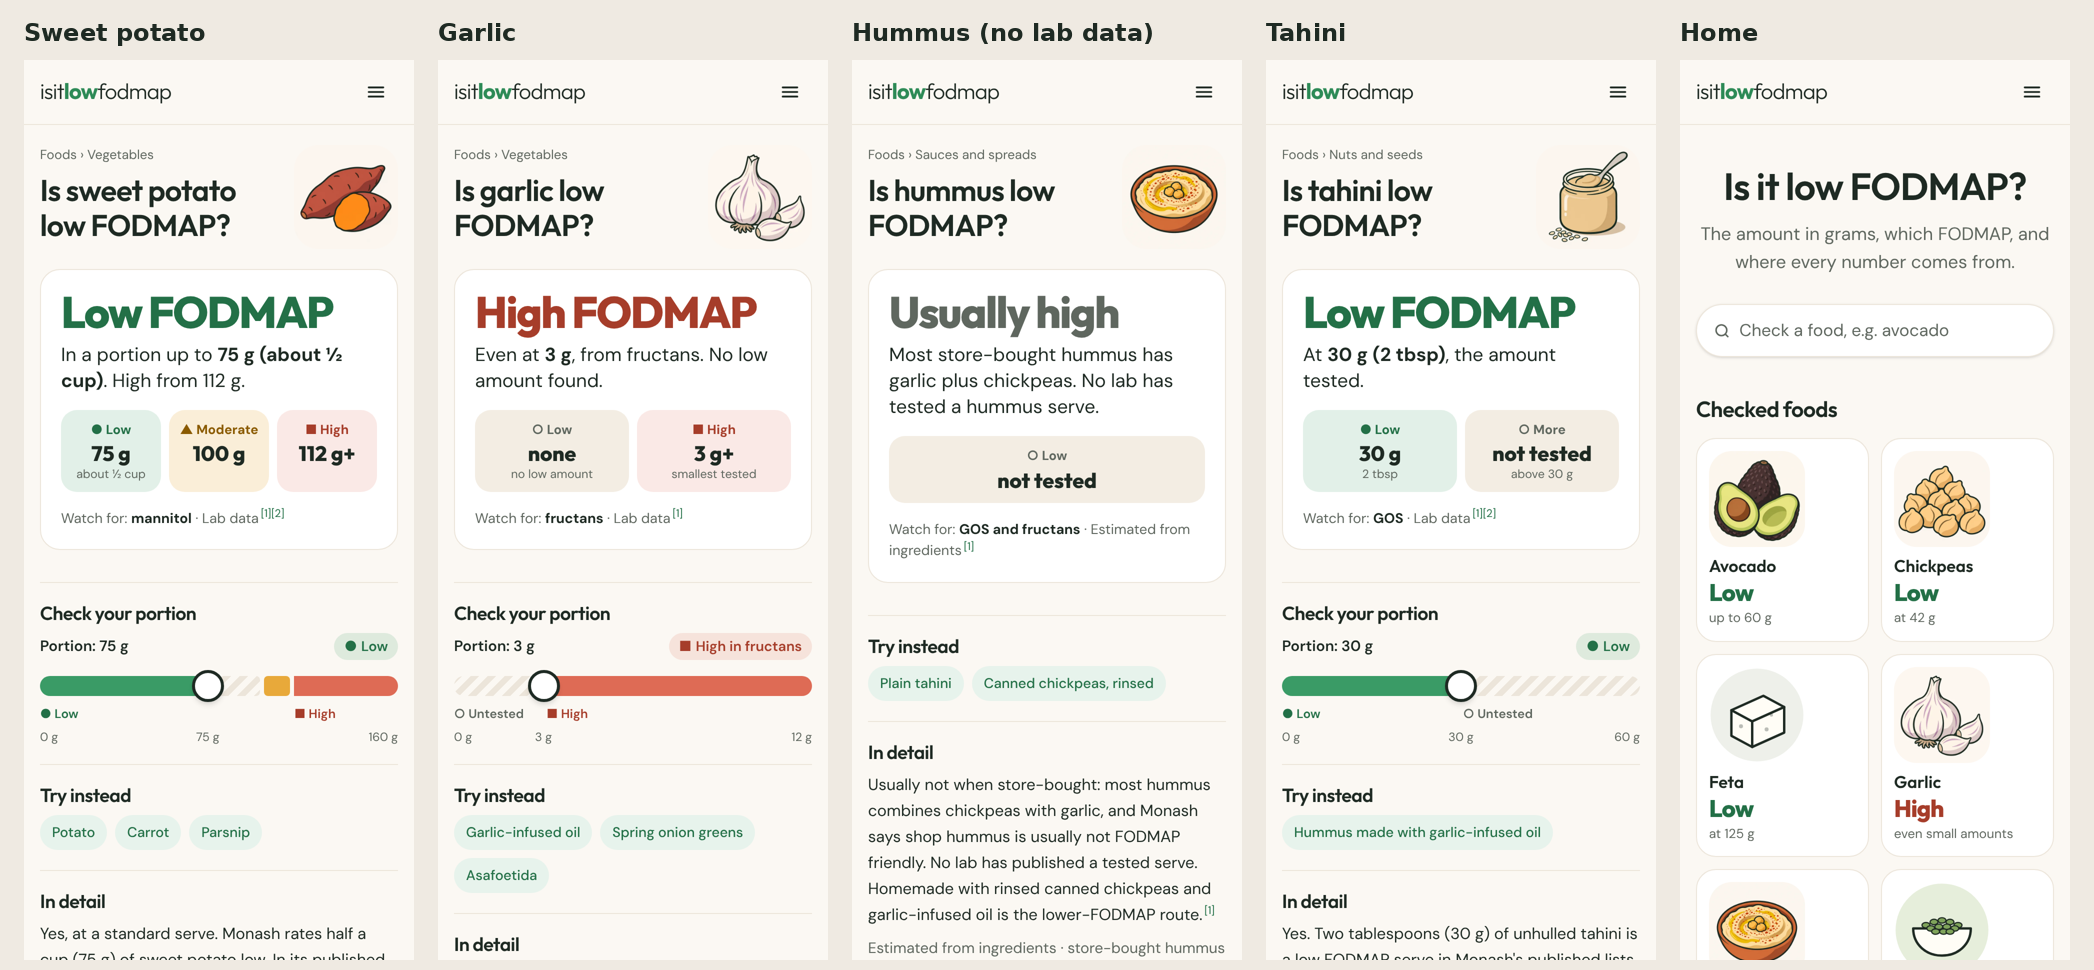 Sweet potato
isitlowfodmap
Foods › Vegetables
Is sweet potato
low FODMAP?
Low FODMAP
In a portion up to 75 g (about ½
cup). High from 112 g.
● Low
75 g
about ½ cup
▲ Moderate
100 g
■ High
112 g+
Watch for: mannitol · Lab data [1][2]
Check your portion
Portion: 75 g
● Low
● Low
■ High
0 g
75 g
160 g
Try instead
Potato
Carrot
Parsnip
In detail
Yes, at a standard serve. Monash rates half a
cup (75 g) of sweet potato low. In its published
Garlic
isitlowfodmap
Foods › Vegetables
Is garlic low
FODMAP?
High FODMAP
Even at 3 g, from fructans. No low
amount found.
○ Low
none
no low amount
■ High
3 g+
smallest tested
Watch for: fructans · Lab data [1]
Check your portion
Portion: 3 g
■ High in fructans
○ Untested
■ High
0 g
3 g
12 g
Try instead
Garlic-infused oil
Spring onion greens
Asafoetida
In detail
Hummus (no lab data)
isitlowfodmap
Foods › Sauces and spreads
Is hummus low
FODMAP?
Usually high
Most store-bought hummus has
garlic plus chickpeas. No lab has
tested a hummus serve.
○ Low
not tested
Watch for: GOS and fructans · Estimated from
ingredients [1]
Try instead
Plain tahini
Canned chickpeas, rinsed
In detail
Usually not when store-bought: most hummus
combines chickpeas with garlic, and Monash
says shop hummus is usually not FODMAP
friendly. No lab has published a tested serve.
Homemade with rinsed canned chickpeas and
garlic-infused oil is the lower-FODMAP route. [1]
Estimated from ingredients · store-bought hummus
Tahini
isitlowfodmap
Foods › Nuts and seeds
Is tahini low
FODMAP?
Low FODMAP
At 30 g (2 tbsp), the amount
tested.
● Low
30 g
2 tbsp
○ More
not tested
above 30 g
Watch for: GOS · Lab data [1][2]
Check your portion
Portion: 30 g
● Low
● Low
○ Untested
0 g
30 g
60 g
Try instead
Hummus made with garlic-infused oil
In detail
Yes. Two tablespoons (30 g) of unhulled tahini is
a low FODMAP serve in Monash's published lists.
Home
isitlowfodmap
Is it low FODMAP?
The amount in grams, which FODMAP, and
where every number comes from.
Check a food, e.g. avocado
Checked foods
Avocado
Low
up to 60 g
Chickpeas
Low
at 42 g
Feta
Low
at 125 g
Garlic
High
even small amounts